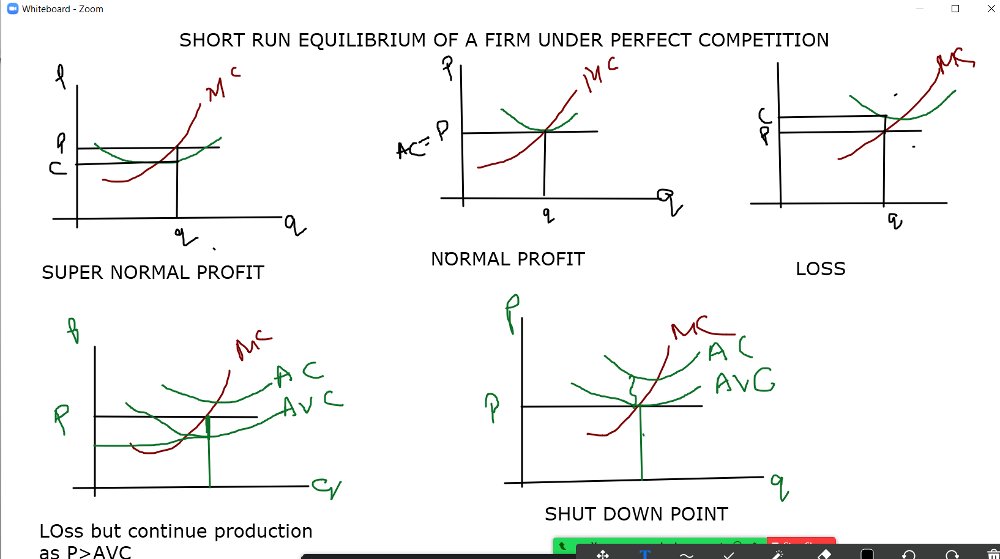 Whiteboard - Zoom
SHORT RUN EQUILIBRIUM OF A FIRM UNDER PERFECT COMPETITION
P
MC
P
C
q
q
SUPER NORMAL PROFIT
P
MC
AC= P
q
q
NORMAL PROFIT
MC
C
P
q
LOSS
P
MC
AC
AVC
P
q
LOss but continue production
as P>AVC
P
MC
AC
AVC
P
q
SHUT DOWN POINT
T